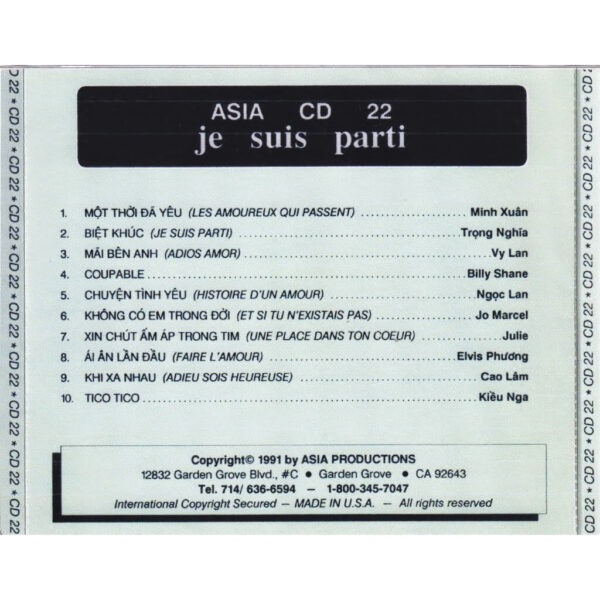 ASIA CD 22
je suis parti
1. MỘT THỜI ĐÃ YÊU (LES AMOUREUX QUI PASSENT) Minh Xuân
2. BIỆT KHÚC (JE SUIS PARTI) Trọng Nghĩa
3. MÃI BÊN ANH (ADIOS AMOR) Vy Lan
4. COUPABLE Billy Shane
5. CHUYỆN TÌNH YÊU (HISTOIRE D'UN AMOUR) Ngọc Lan
6. KHÔNG CÓ EM TRONG ĐỜI (ET SI TU N'EXISTAIS PAS) Jo Marcel
7. XIN CHÚT ẤM ÁP TRONG TIM (UNE PLACE DANS TON COEUR) Julie
8. ÁI ÂN LẦN ĐẦU (FAIRE L'AMOUR) Elvis Phương
9. KHI XA NHAU (ADIEU SOIS HEUREUSE) Cao Lâm
10. TICO TICO Kiều Nga
Copyright© 1991 by ASIA PRODUCTIONS
12832 Garden Grove Blvd., #C • Garden Grove • CA 92643
Tel. 714/ 636-6594 – 1-800-345-7047
International Copyright Secured – MADE IN U.S.A. – All rights reserved
CD 22 * CD 22 * CD 22 * CD 22 * CD 22 * CD 22 * CD 22 * CD 22
CD 22 * CD 22 * CD 22 * CD 22 * CD 22 * CD 22 * CD 22 * CD 22